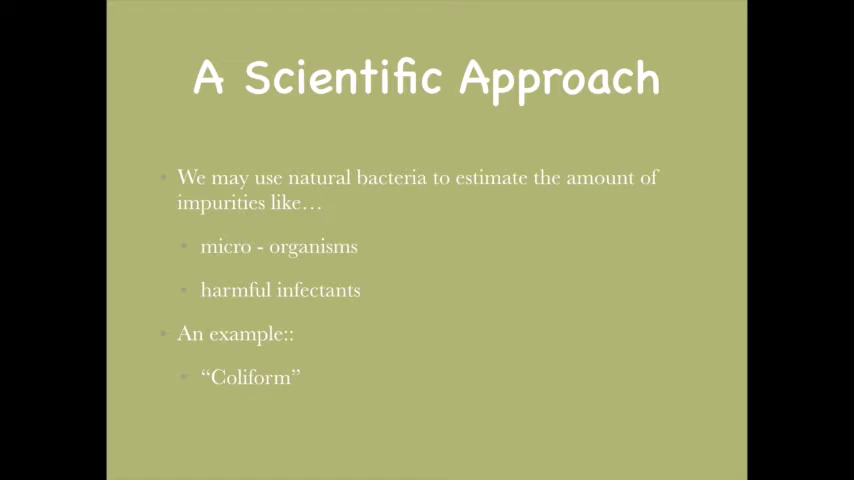 A Scientific Approach
We may use natural bacteria to estimate the amount of
impurities like…
micro - organisms
harmful infectants
An example::
“Coliform”